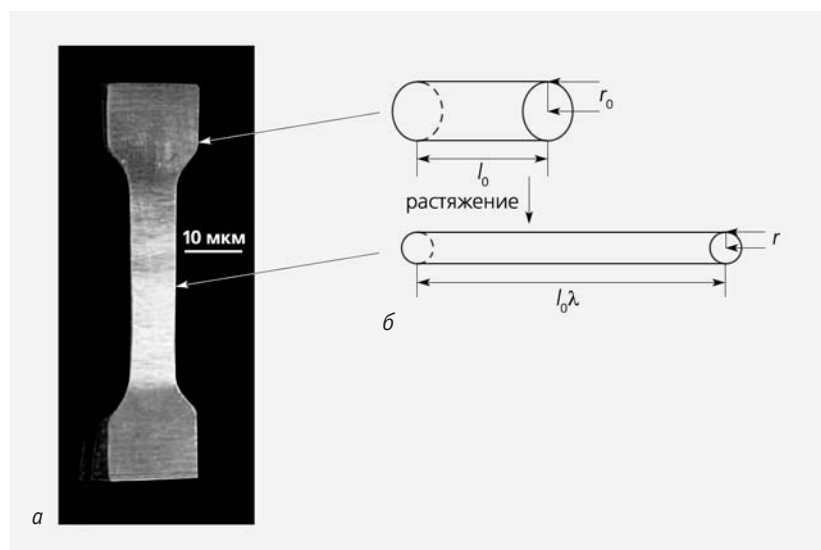 r₀
l₀
растяжение
10 мкм
r
l₀λ
б
а